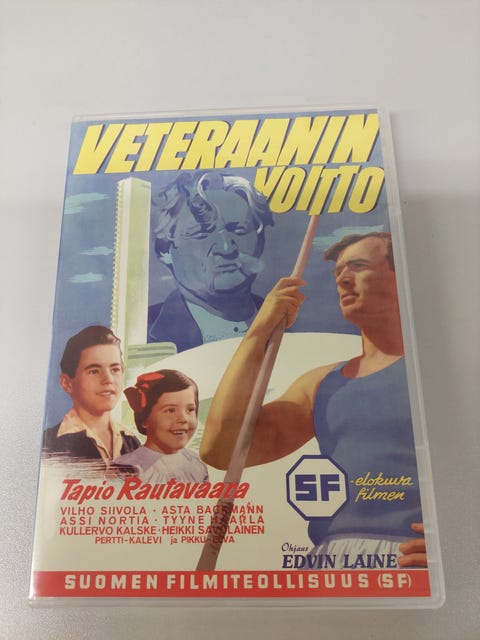 VETERAANIN
VOITTO
Tapio Rautavaara
VILHO SIIVOLA · ASTA BACKMANN
ASSI NORTIA · TYYNE HAARLA
KULLERVO KALSKE · HEIKKI SAVOLAINEN
PERTTI-KALEVI ja PIKKU-EEVA
SF
-elokuva
filmen
Ohjaus
EDVIN LAINE
SUOMEN FILMITEOLLISUUS (SF)